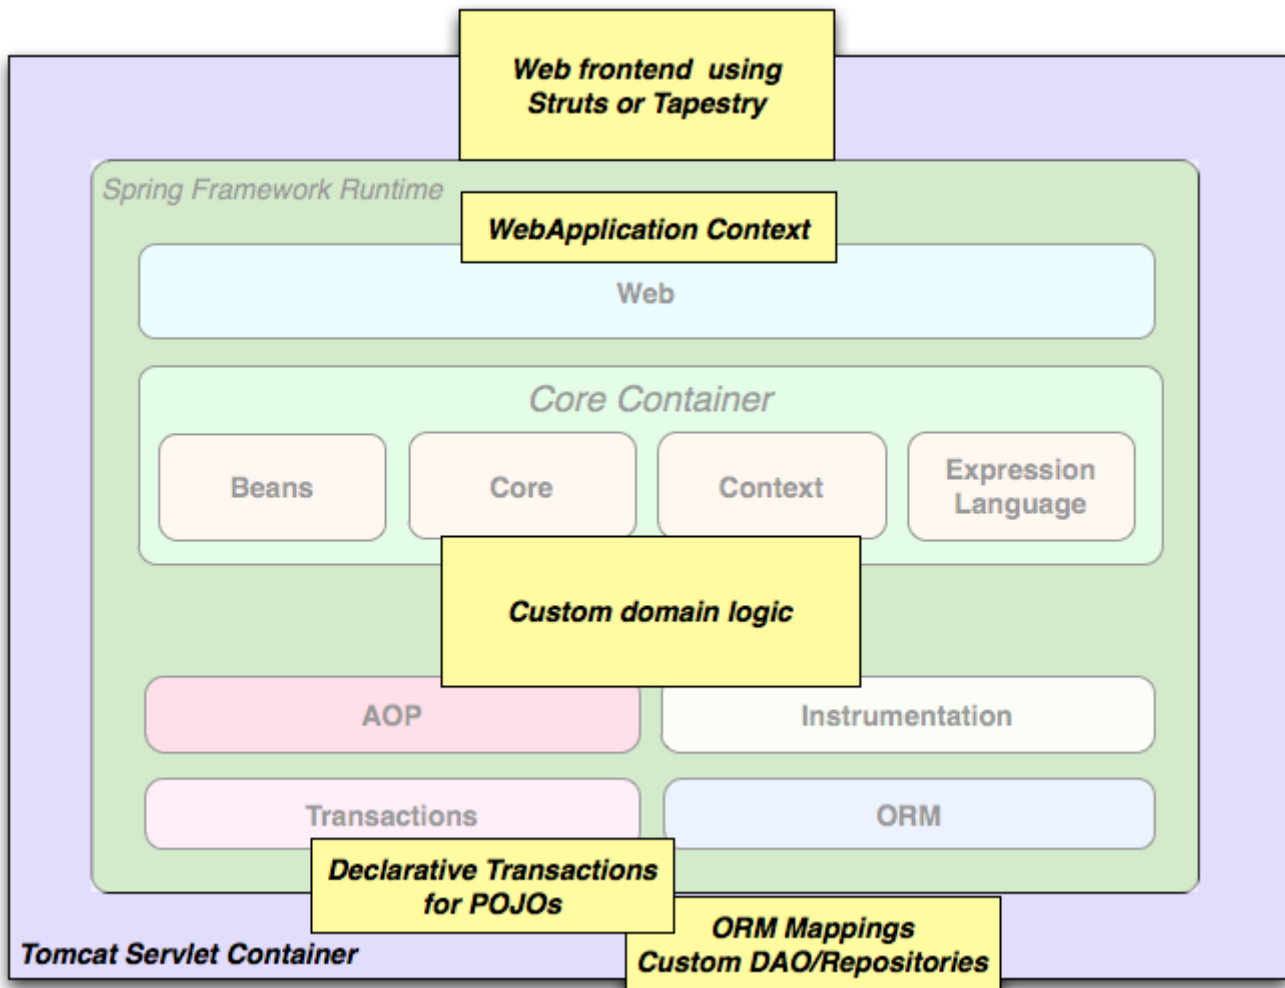 Web frontend using
Struts or Tapestry
Spring Framework Runtime
WebApplication Context
Web
Core Container
Beans
Core
Context
Expression
Language
Custom domain logic
AOP
Instrumentation
Transactions
ORM
Declarative Transactions
for POJOs
ORM Mappings
Custom DAO/Repositories
Tomcat Servlet Container